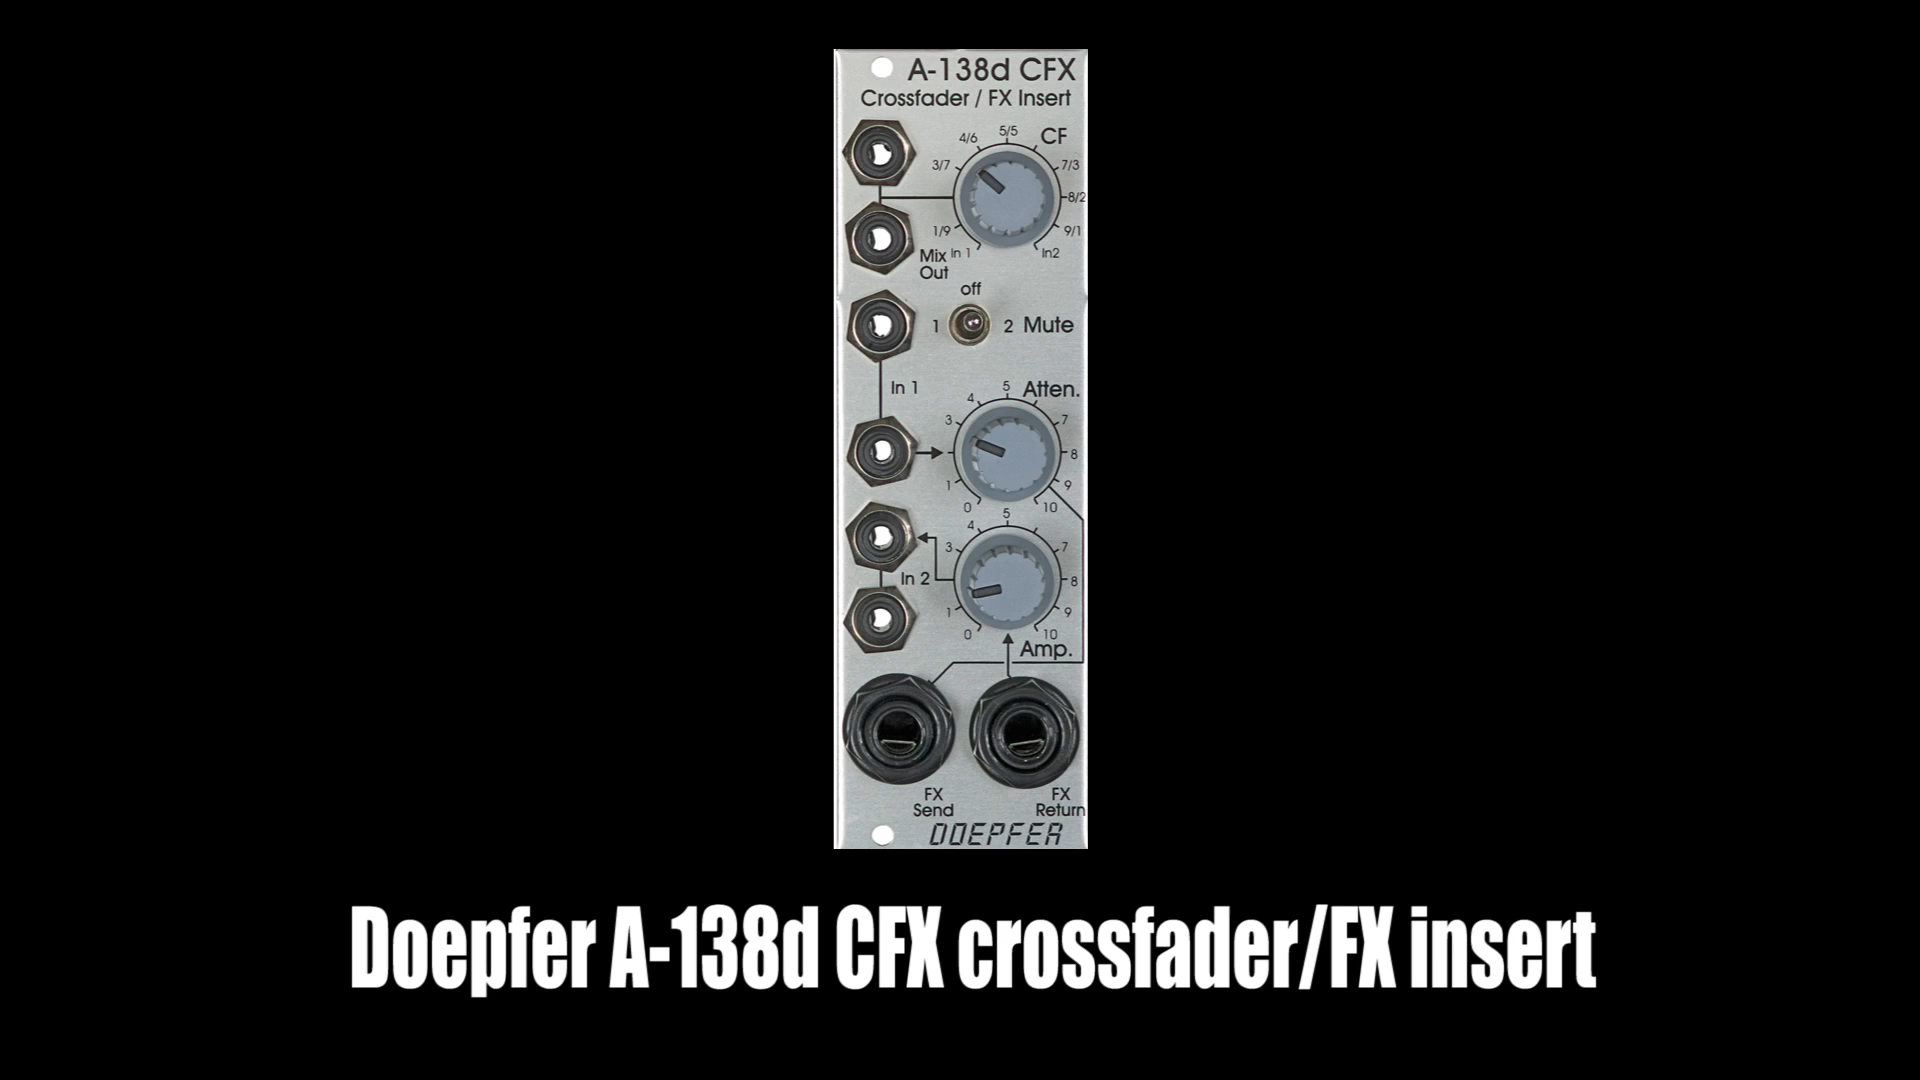 A-138d CFX
Crossfader / FX Insert
4/6 5/5 CF
3/7 7/3
8/2
1/9 9/1
In 1 In2
Mix
Out
off
1 2 Mute
5 Atten.
4
3 7
In 1
8
1 9
0 10
5
4
3 7
In 2 8
1 9
0 10
Amp.
FX FX
Send Return
DOEPFER
Doepfer A-138d CFX crossfader/FX insert